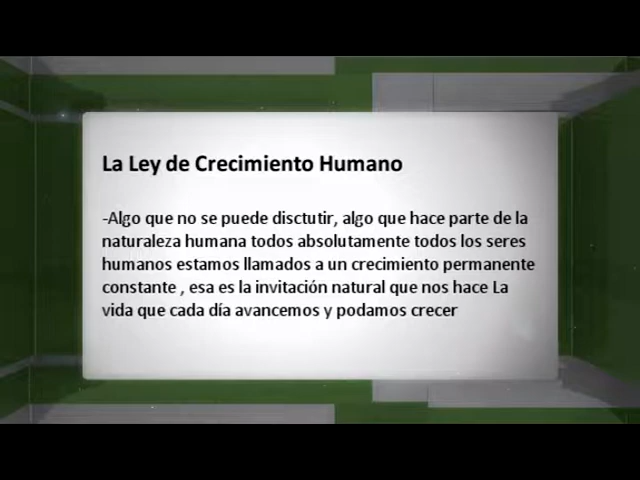 La Ley de Crecimiento Humano
-Algo que no se puede disctutir, algo que hace parte de la
naturaleza humana todos absolutamente todos los seres
humanos estamos llamados a un crecimiento permanente
constante , esa es la invitación natural que nos hace La
vida que cada día avancemos y podamos crecer